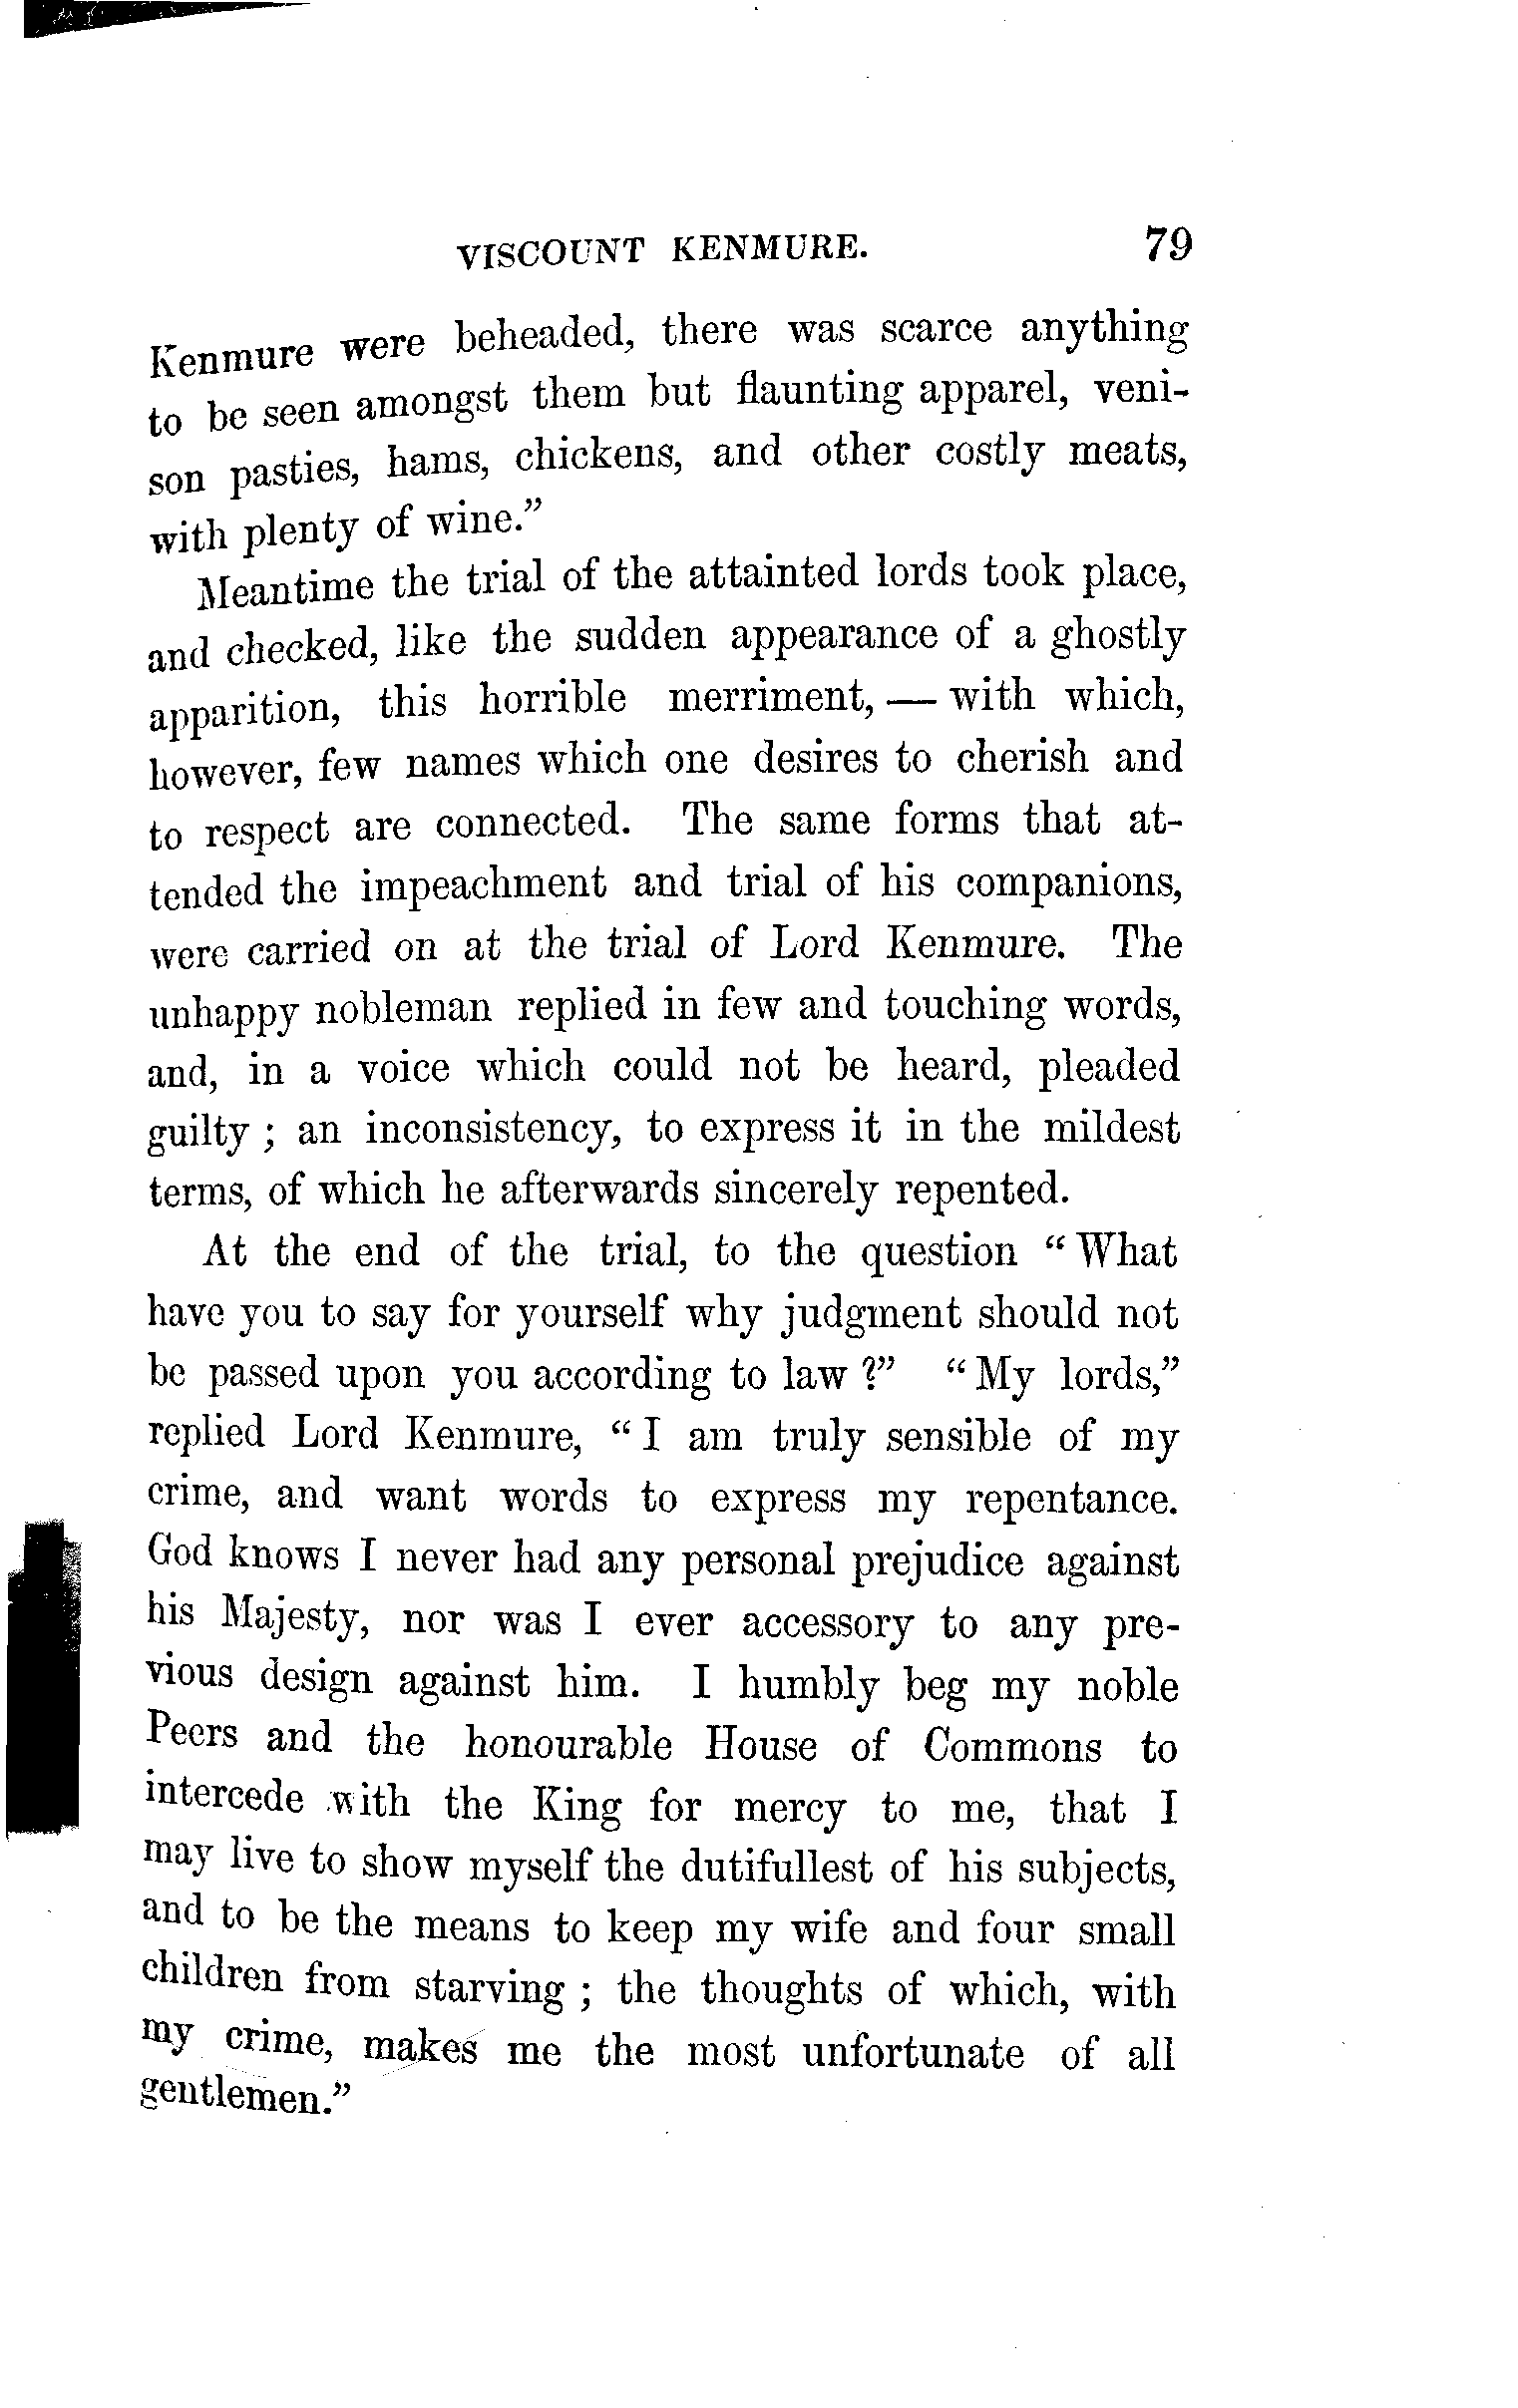 VISCOUNT KENMURE. 79
Kenmure were beheaded, there was scarce anything
to be seen amongst them but flaunting apparel, veni-
son pasties, hams, chickens, and other costly meats,
with plenty of wine.”
Meantime the trial of the attainted lords took place,
and checked, like the sudden appearance of a ghostly
apparition, this horrible merriment, — with which,
however, few names which one desires to cherish and
to respect are connected. The same forms that at-
tended the impeachment and trial of his companions,
were carried on at the trial of Lord Kenmure. The
unhappy nobleman replied in few and touching words,
and, in a voice which could not be heard, pleaded
guilty ; an inconsistency, to express it in the mildest
terms, of which he afterwards sincerely repented.
At the end of the trial, to the question “ What
have you to say for yourself why judgment should not
be passed upon you according to law ?” “ My lords,”
replied Lord Kenmure, “ I am truly sensible of my
crime, and want words to express my repentance.
God knows I never had any personal prejudice against
his Majesty, nor was I ever accessory to any pre-
vious design against him. I humbly beg my noble
Peers and the honourable House of Commons to
intercede with the King for mercy to me, that I
may live to show myself the dutifullest of his subjects,
and to be the means to keep my wife and four small
children from starving ; the thoughts of which, with
my crime, makes me the most unfortunate of all
gentlemen.”